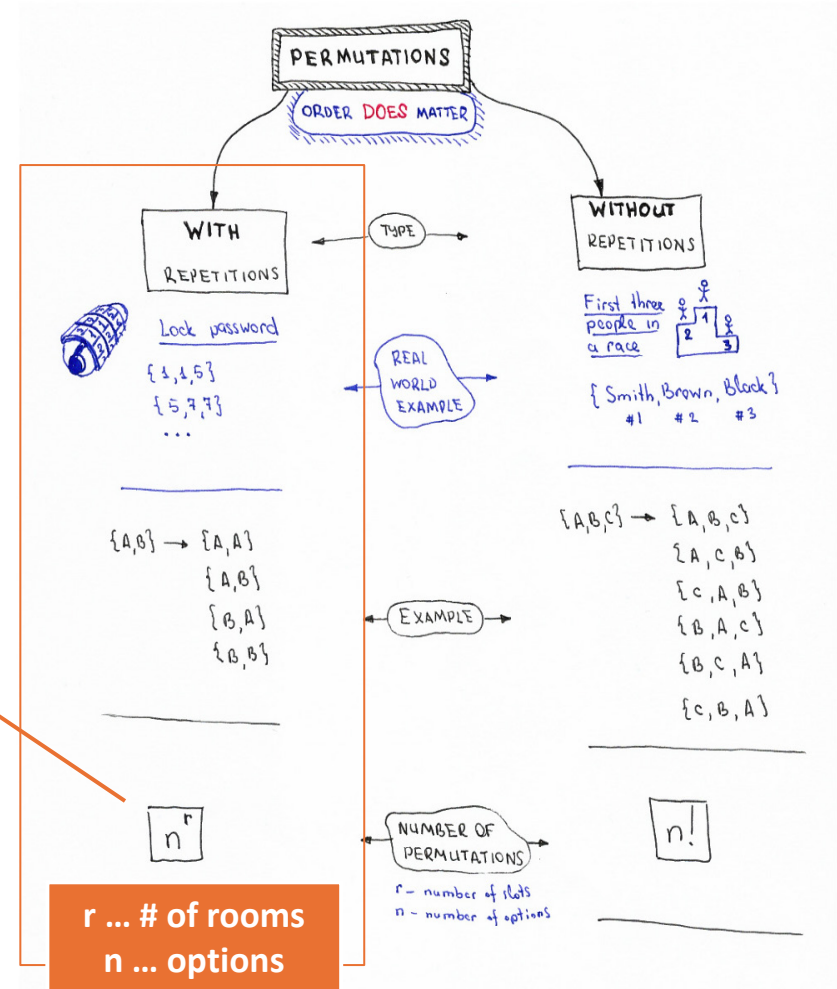 PERMUTATIONS
ORDER DOES MATTER
WITH
REPETITIONS
TYPE
WITHOUT
REPETITIONS
Lock password
{1,1,5}
{5,7,7}
...
REAL
WORLD
EXAMPLE
First three
people in
a race
1
2
3
{Smith, Brown, Black}
#1 #2 #3
{A,B} → {A,A}
{A,B}
{B,A}
{B,B}
EXAMPLE
{A,B,C} → {A,B,C}
{A,C,B}
{C,A,B}
{B,A,C}
{B,C,A}
{C,B,A}
n^r
NUMBER OF
PERMUTATIONS
r - number of slots
n - number of options
n!
r ... # of rooms
n ... options